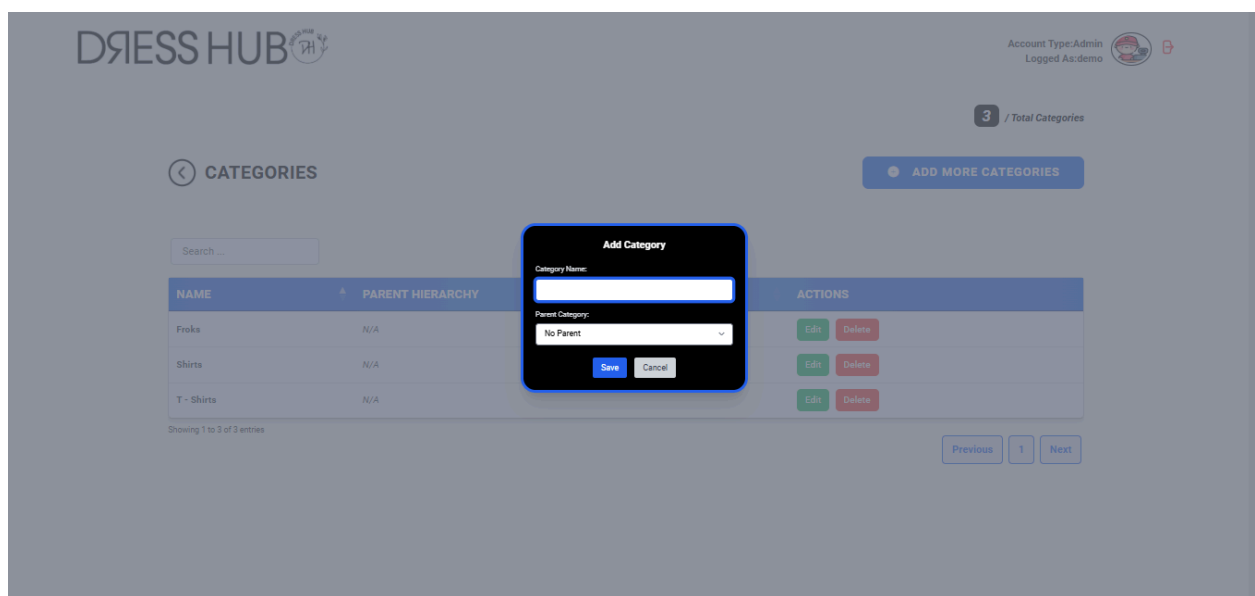 DRESS HUB
Account Type:Admin
Logged As:demo
3 / Total Categories
CATEGORIES
ADD MORE CATEGORIES
Search ...
Add Category
Category Name:
Parent Category:
No Parent
Save Cancel
NAME PARENT HIERARCHY ACTIONS
Froks N/A Edit Delete
Shirts N/A Edit Delete
T - Shirts N/A Edit Delete
Showing 1 to 3 of 3 entries
Previous 1 Next